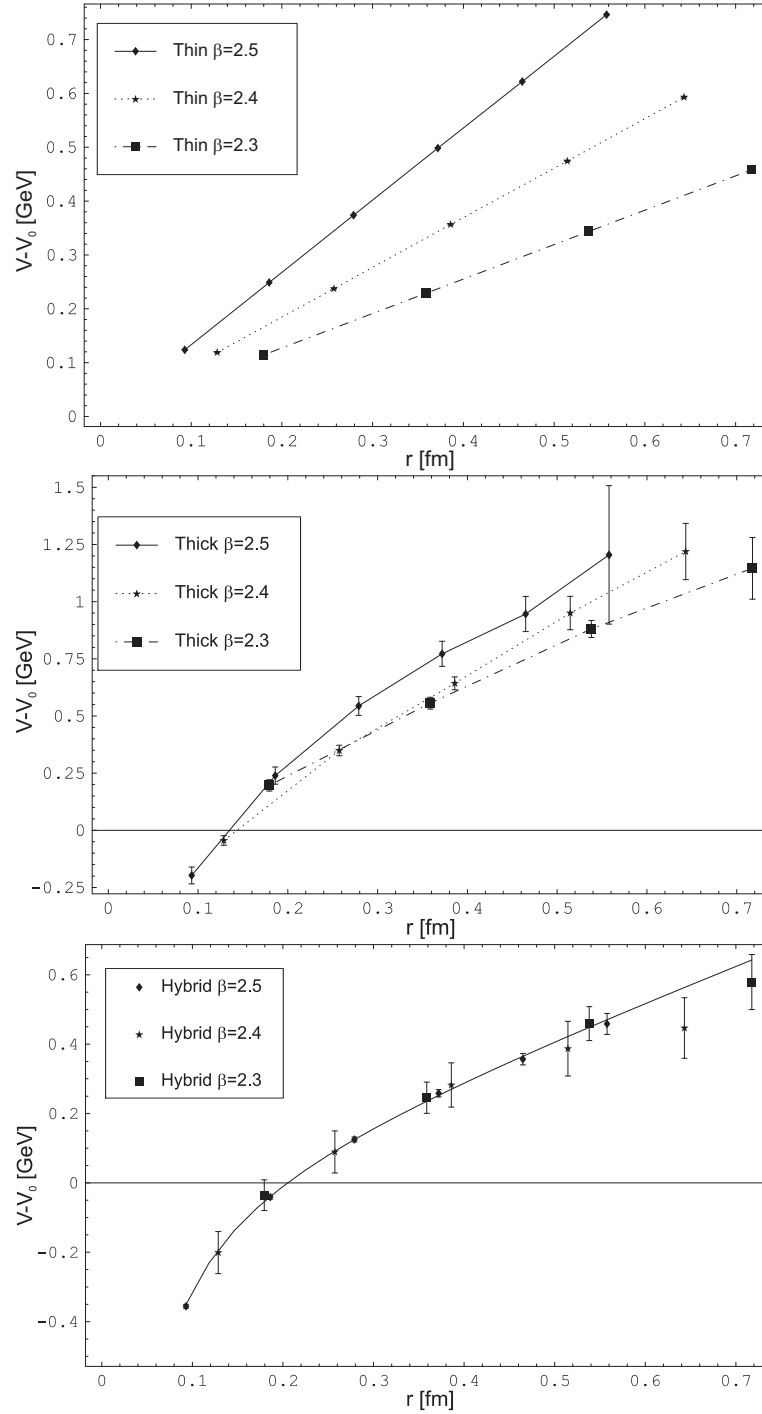 0.7
0.6
0.5
0.4
0.3
0.2
0.1
0
V-V₀ [GeV]
Thin β=2.5
Thin β=2.4
Thin β=2.3
0 0.1 0.2 0.3 0.4 0.5 0.6 0.7
r [fm]
1.5
1.25
1
0.75
0.5
0.25
0
-0.25
V-V₀ [GeV]
Thick β=2.5
Thick β=2.4
Thick β=2.3
0 0.1 0.2 0.3 0.4 0.5 0.6 0.7
r [fm]
0.6
0.4
0.2
0
-0.2
-0.4
V-V₀ [GeV]
Hybrid β=2.5
Hybrid β=2.4
Hybrid β=2.3
0 0.1 0.2 0.3 0.4 0.5 0.6 0.7
r [fm]